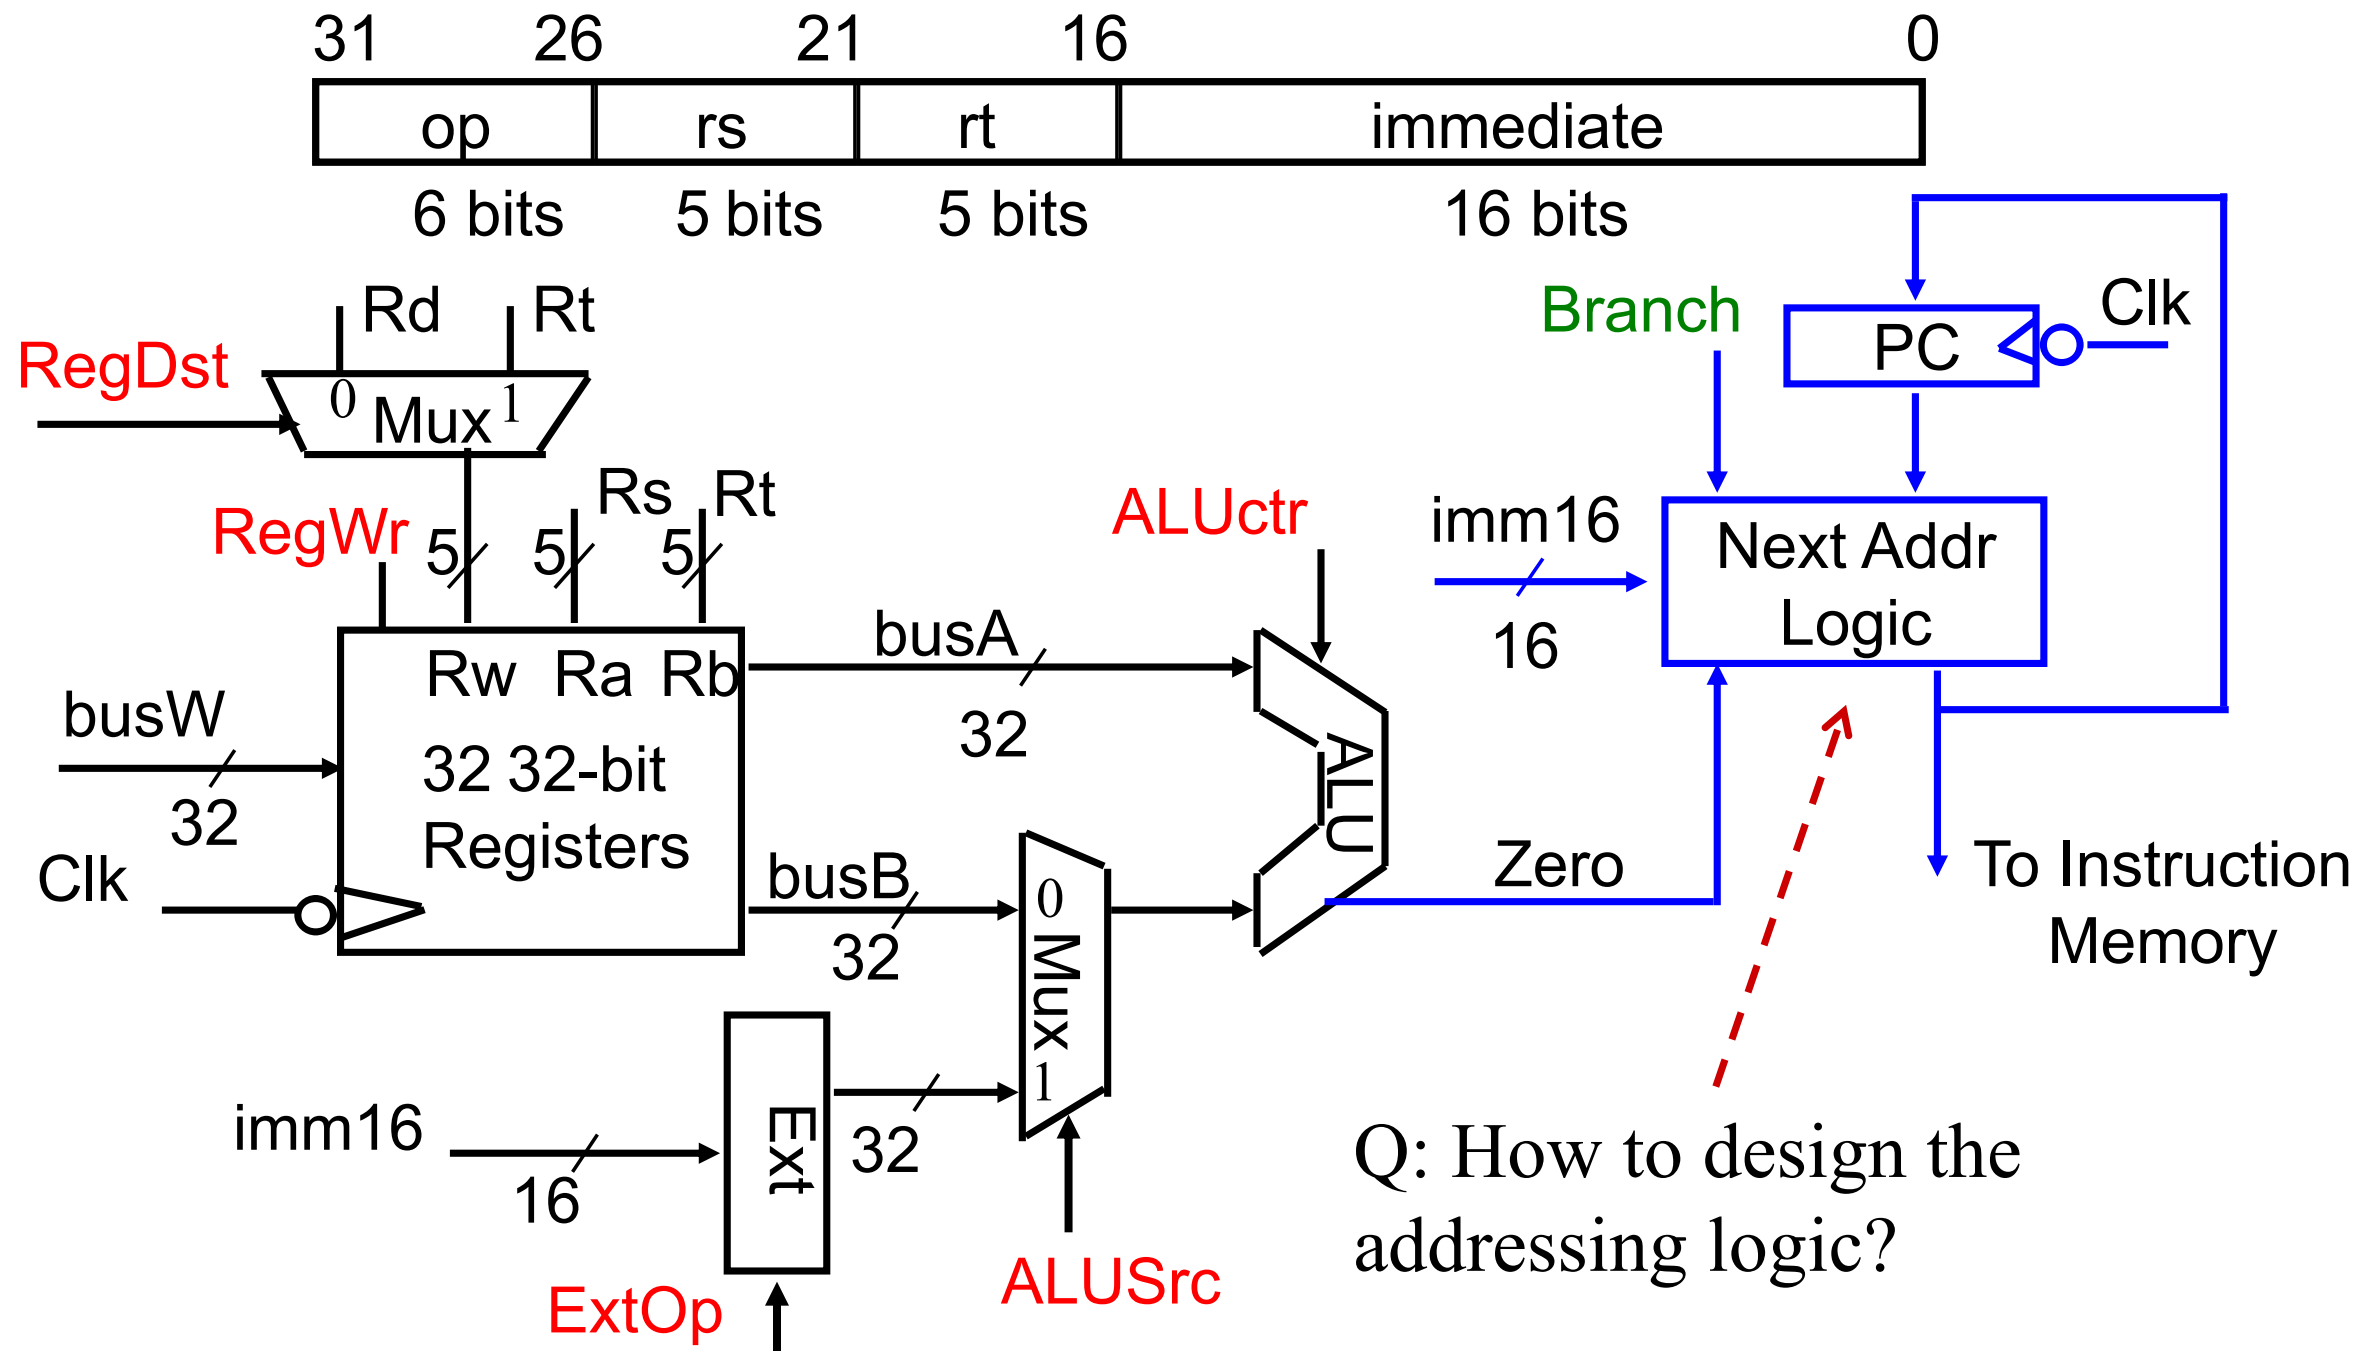 31 26 21 16 0
op rs rt immediate
6 bits 5 bits 5 bits 16 bits
Rd Rt
RegDst
0 Mux 1
Branch
PC
Clk
RegWr
5 5 Rs 5 Rt
ALUctr
imm16
16
Next Addr
Logic
Rw Ra Rb
busA
32
busW
32
32 32-bit
Registers
ALU
Clk
busB
32
0
Mux
1
Zero
To Instruction
Memory
imm16
16
Ext
32
ExtOp
ALUSrc
Q: How to design the
addressing logic?